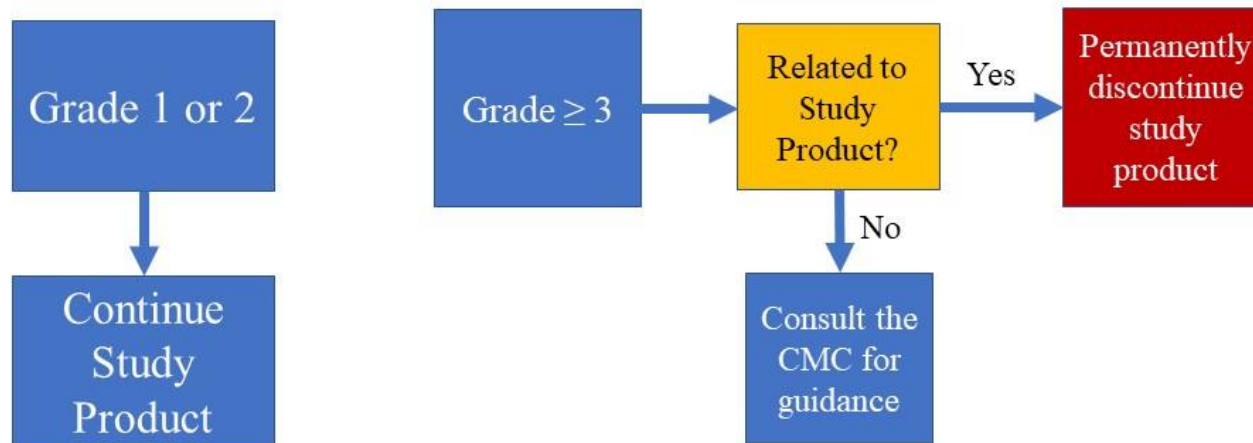 Grade 1 or 2
Continue
Study
Product
Grade ≥ 3
Related to
Study
Product?
Yes
Permanently
discontinue
study
product
No
Consult the
CMC for
guidance